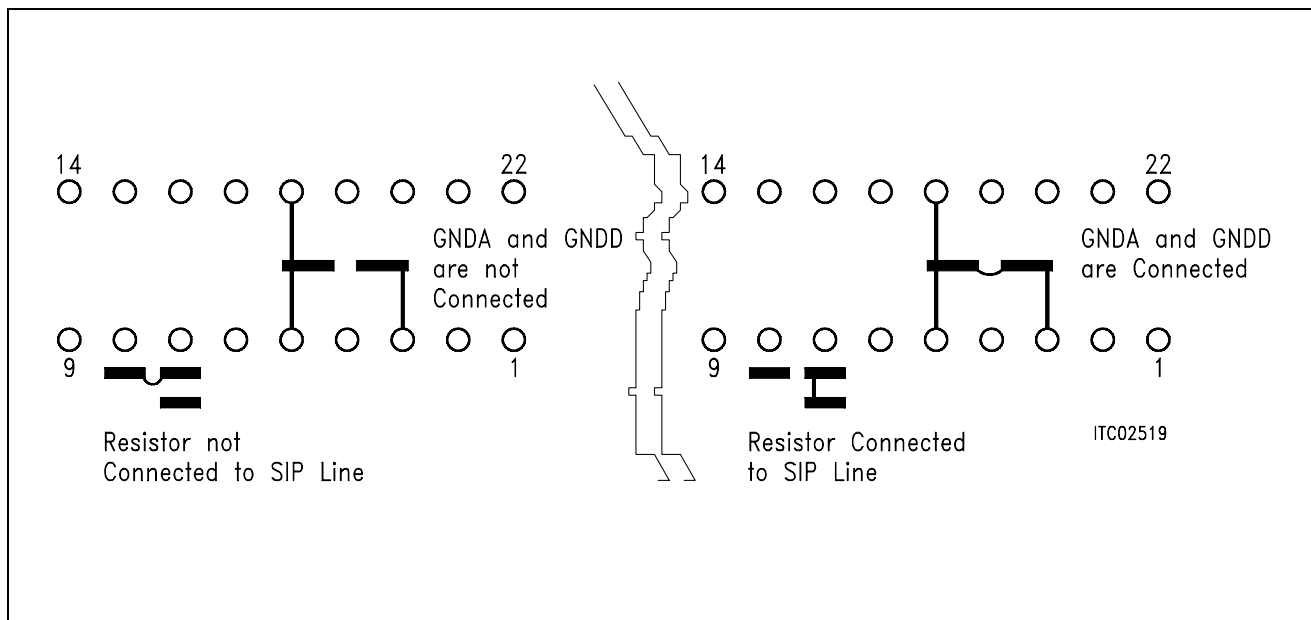 14
22
GNDA and GNDD
are not
Connected
9
1
Resistor not
Connected to SIP Line
14
22
GNDA and GNDD
are Connected
9
1
Resistor Connected
to SIP Line
ITC02519